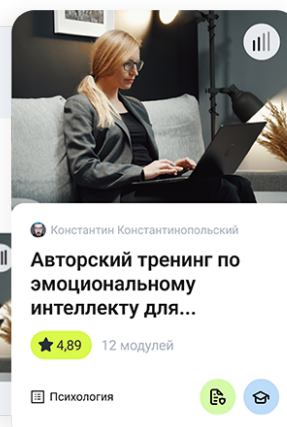 Константин Константинопольский
Авторский тренинг по
эмоциональному
интеллекту для...
4,89 12 модулей
Психология